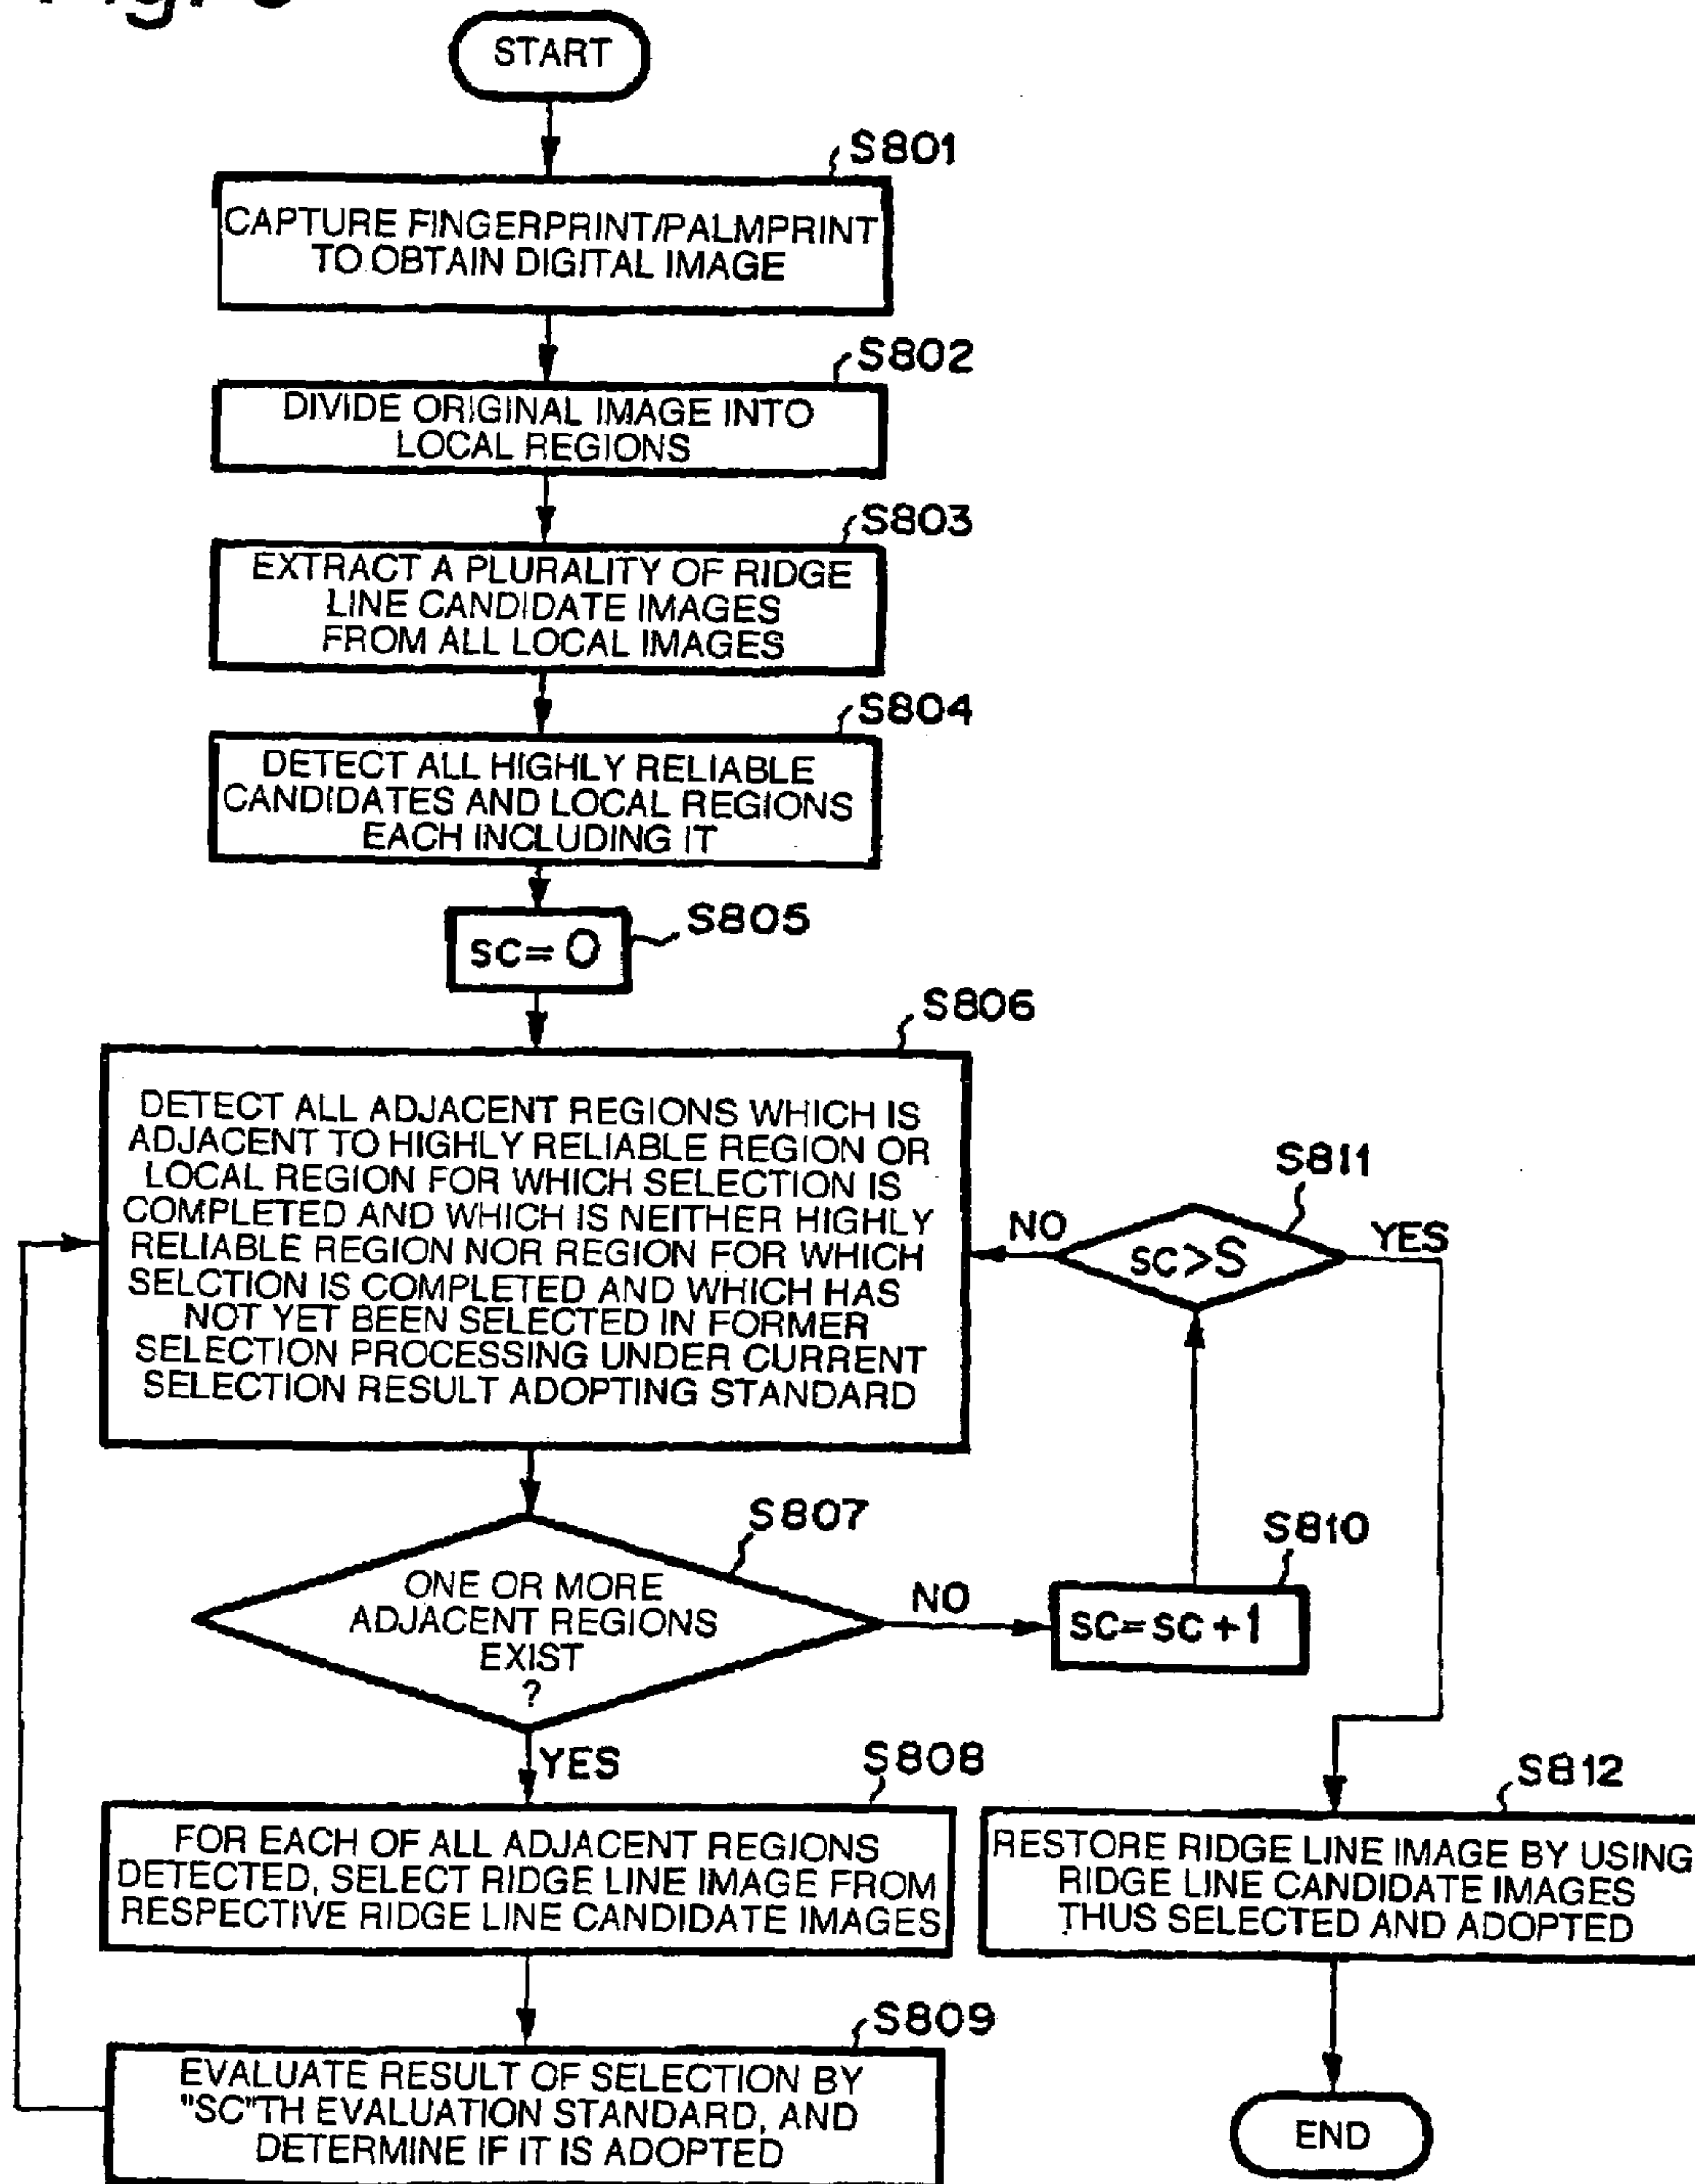 START
S801
CAPTURE FINGERPRINT/PALMPRINT
TO OBTAIN DIGITAL IMAGE
S802
DIVIDE ORIGINAL IMAGE INTO
LOCAL REGIONS
S803
EXTRACT A PLURALITY OF RIDGE
LINE CANDIDATE IMAGES
FROM ALL LOCAL IMAGES
S804
DETECT ALL HIGHLY RELIABLE
CANDIDATES AND LOCAL REGIONS
EACH INCLUDING IT
S805
sc= 0
S806
DETECT ALL ADJACENT REGIONS WHICH IS
ADJACENT TO HIGHLY RELIABLE REGION OR
LOCAL REGION FOR WHICH SELECTION IS
COMPLETED AND WHICH IS NEITHER HIGHLY
RELIABLE REGION NOR REGION FOR WHICH
SELCTION IS COMPLETED AND WHICH HAS
NOT YET BEEN SELECTED IN FORMER
SELECTION PROCESSING UNDER CURRENT
SELECTION RESULT ADOPTING STANDARD
S811
NO
sc>S
YES
S807
ONE OR MORE
ADJACENT REGIONS
EXIST
?
NO
S810
sc=sc+1
YES
S808
FOR EACH OF ALL ADJACENT REGIONS
DETECTED, SELECT RIDGE LINE IMAGE FROM
RESPECTIVE RIDGE LINE CANDIDATE IMAGES
S812
RESTORE RIDGE LINE IMAGE BY USING
RIDGE LINE CANDIDATE IMAGES
THUS SELECTED AND ADOPTED
S809
EVALUATE RESULT OF SELECTION BY
"SC"TH EVALUATION STANDARD, AND
DETERMINE IF IT IS ADOPTED
END